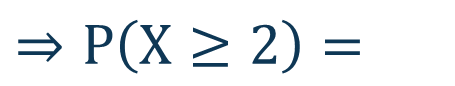 ⇒ P(X ≥ 2) =